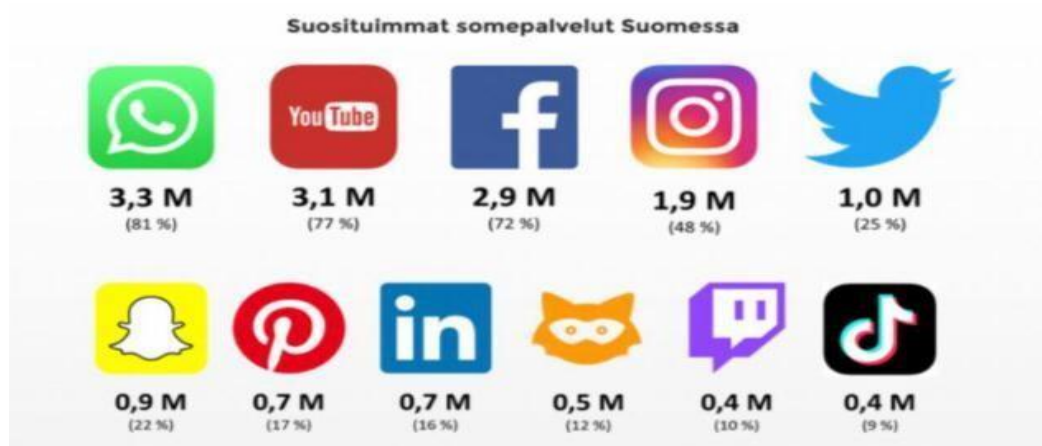 Suosituimmat somepalvelut Suomessa
You Tube
f
3,3 M
3,1 M
2,9 M
1,9 M
1,0 M
(81 %)
(77 %)
(72 %)
(48 %)
(25 %)
in
0,9 M
0,7 M
0,7 M
0,5 M
0,4 M
0,4 M
(22 %)
(17 %)
(16 %)
(12 %)
(10 %)
(9 %)